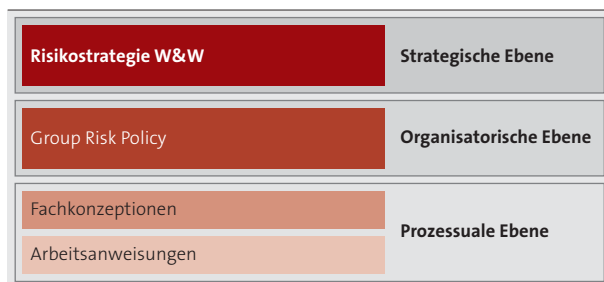 Risikostrategie W&W
Strategische Ebene
Group Risk Policy
Organisatorische Ebene
Fachkonzeptionen
Arbeitsanweisungen
Prozessuale Ebene